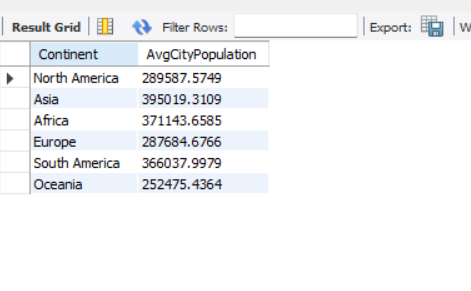 Result Grid Filter Rows: Export: W
Continent AvgCityPopulation
North America 289587.5749
Asia 395019.3109
Africa 371143.6585
Europe 287684.6766
South America 366037.9979
Oceania 252475.4364